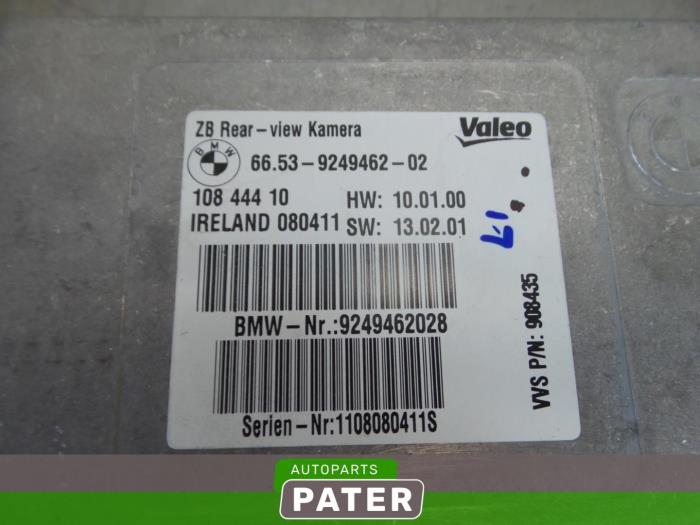 ZB Rear-view Kamera
Valeo
BMW
66.53-9249462-02
108 444 10
HW: 10.01.00
IRELAND 080411
SW: 13.02.01
BMW-Nr.:9249462028
Serien-Nr:1108080411S
VVS P/N: 908435
AUTOPARTS
PATER